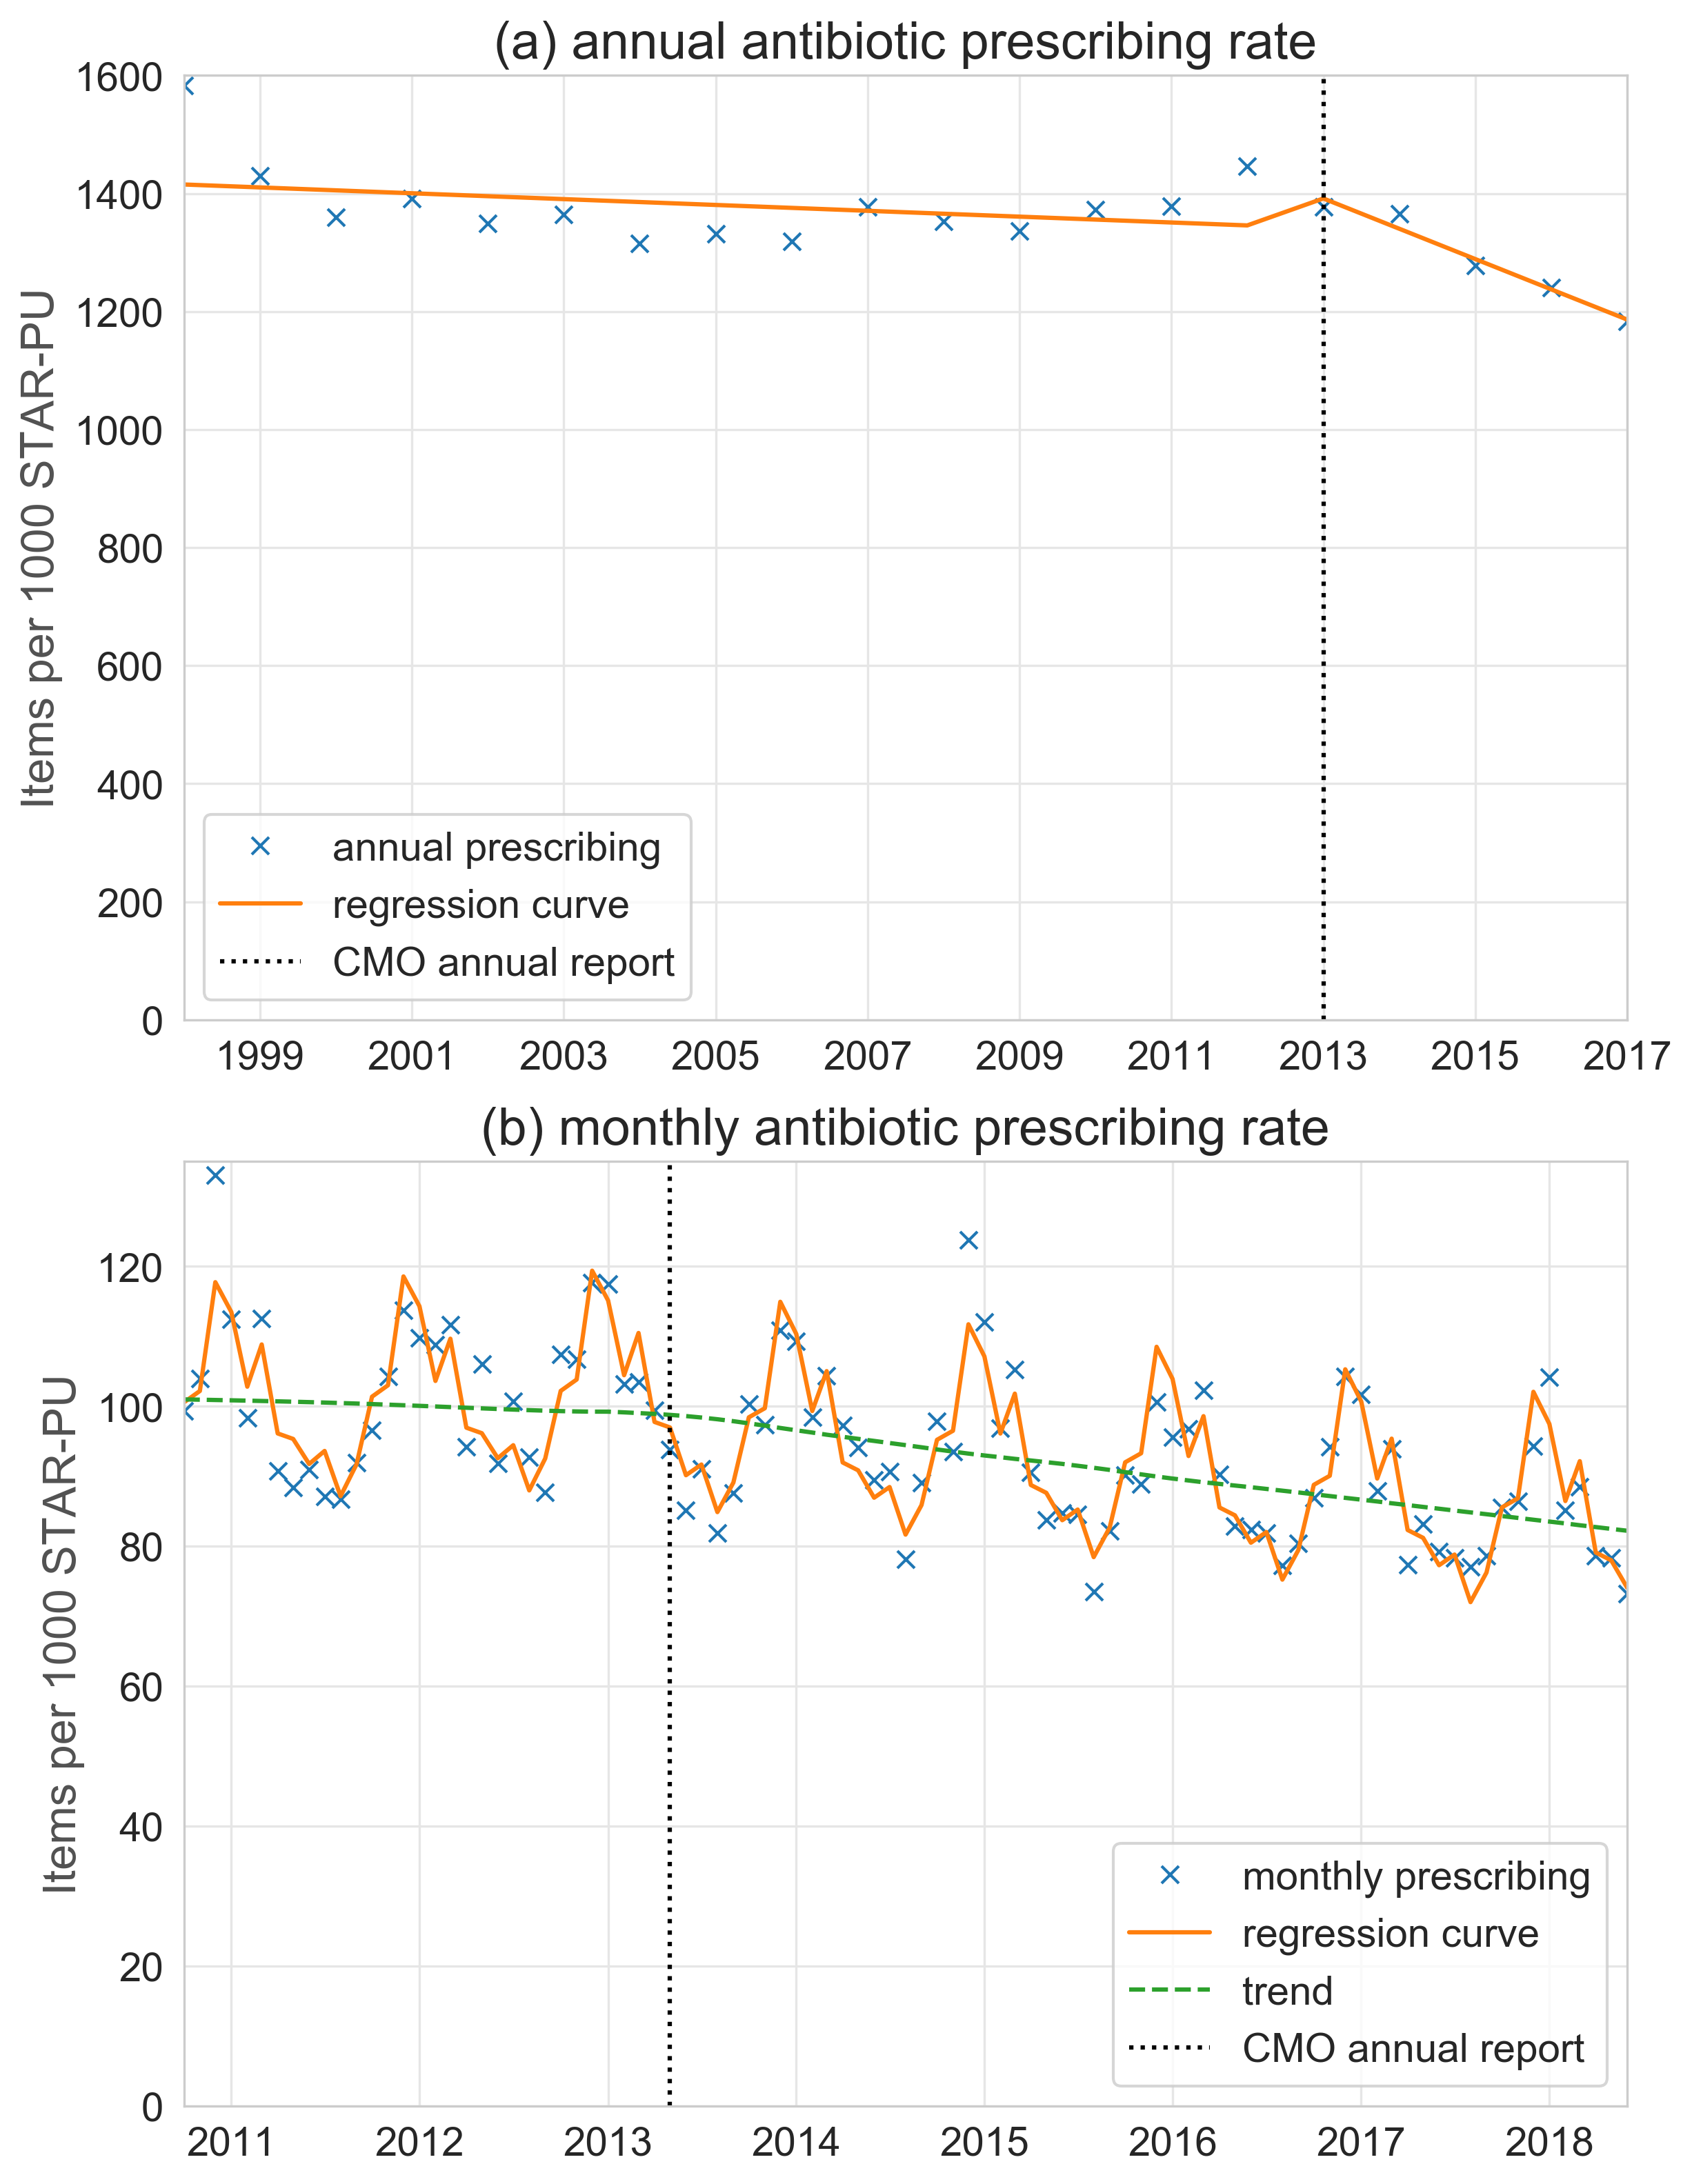 (a) annual antibiotic prescribing rate
1600
1400
1200
1000
800
600
400
200
0
Items per 1000 STAR-PU
annual prescribing
regression curve
CMO annual report
1999 2001 2003 2005 2007 2009 2011 2013 2015 2017
(b) monthly antibiotic prescribing rate
120
100
80
60
40
20
0
Items per 1000 STAR-PU
monthly prescribing
regression curve
trend
CMO annual report
2011 2012 2013 2014 2015 2016 2017 2018